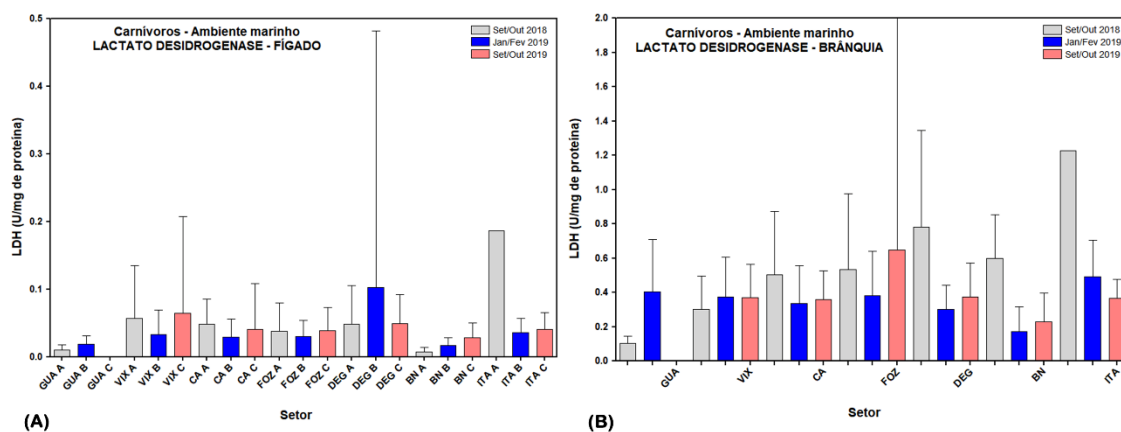 Carnívoros - Ambiente marinho
LACTATO DESIDROGENASE - FÍGADO
Set/Out 2018
Jan/Fev 2019
Set/Out 2019
LDH (U/mg de proteína)
0.5
0.4
0.3
0.2
0.1
0.0
GUA A
GUA B
GUA C
VIX A
VIX B
VIX C
CA A
CA B
CA C
FOZ A
FOZ B
FOZ C
DEG A
DEG B
DEG C
BN A
BN B
BN C
ITA A
ITA B
ITA C
Setor
(A)
Carnívoros - Ambiente marinho
LACTATO DESIDROGENASE - BRÂNQUIA
Set/Out 2018
Jan/Fev 2019
Set/Out 2019
LDH (U/mg de proteína)
2.0
1.8
1.6
1.4
1.2
1.0
0.8
0.6
0.4
0.2
0.0
GUA
VIX
CA
FOZ
DEG
BN
ITA
Setor
(B)